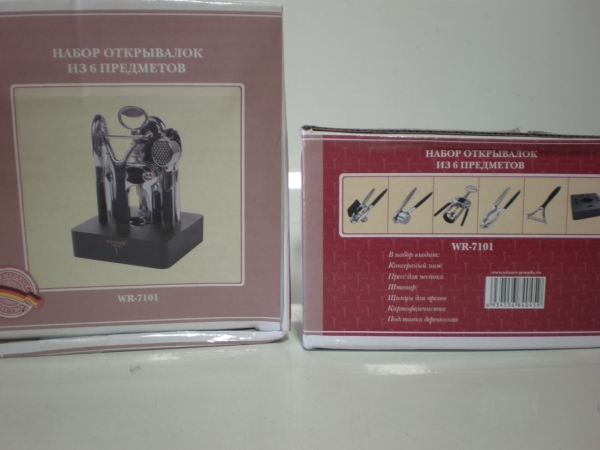 НАБОР ОТКРЫВАЛОК
ИЗ 6 ПРЕДМЕТОВ
WR-7101
НАБОР ОТКРЫВАЛОК
ИЗ 6 ПРЕДМЕТОВ
WR-7101
В набор входит:
Консервный нож
Пресс для чеснока
Штопор
Щипцы для орехов
Картофелечистка
Подставка деревянная